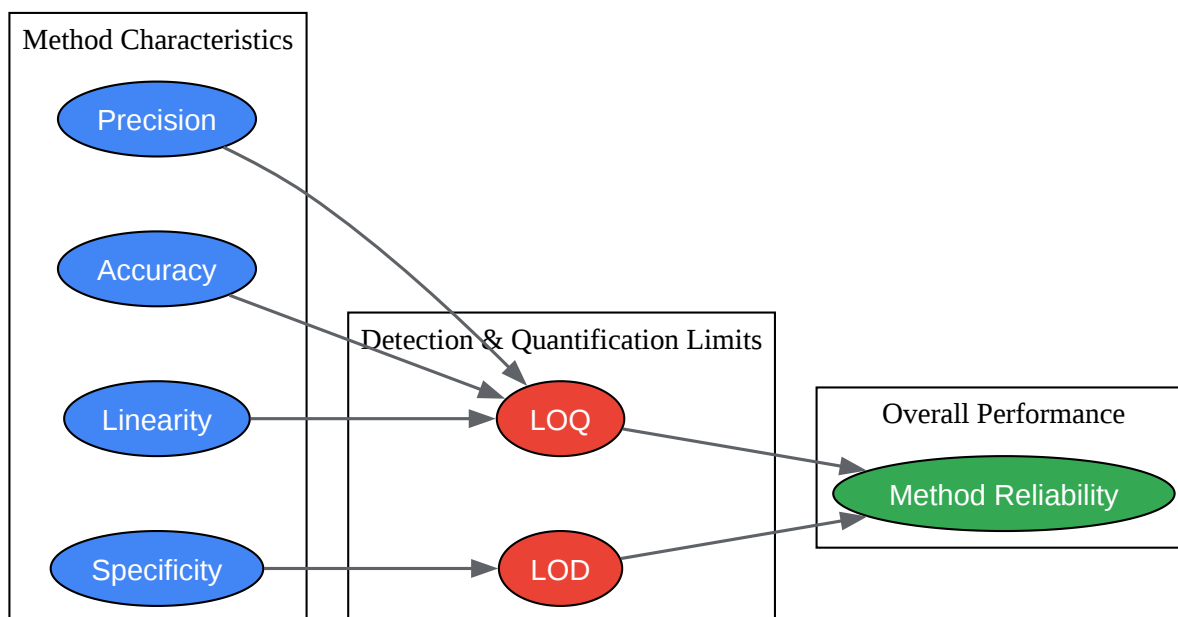 Method Characteristics
Precision
Accuracy
Linearity
Specificity
Detection & Quantification Limits
LOQ
LOD
Overall Performance
Method Reliability